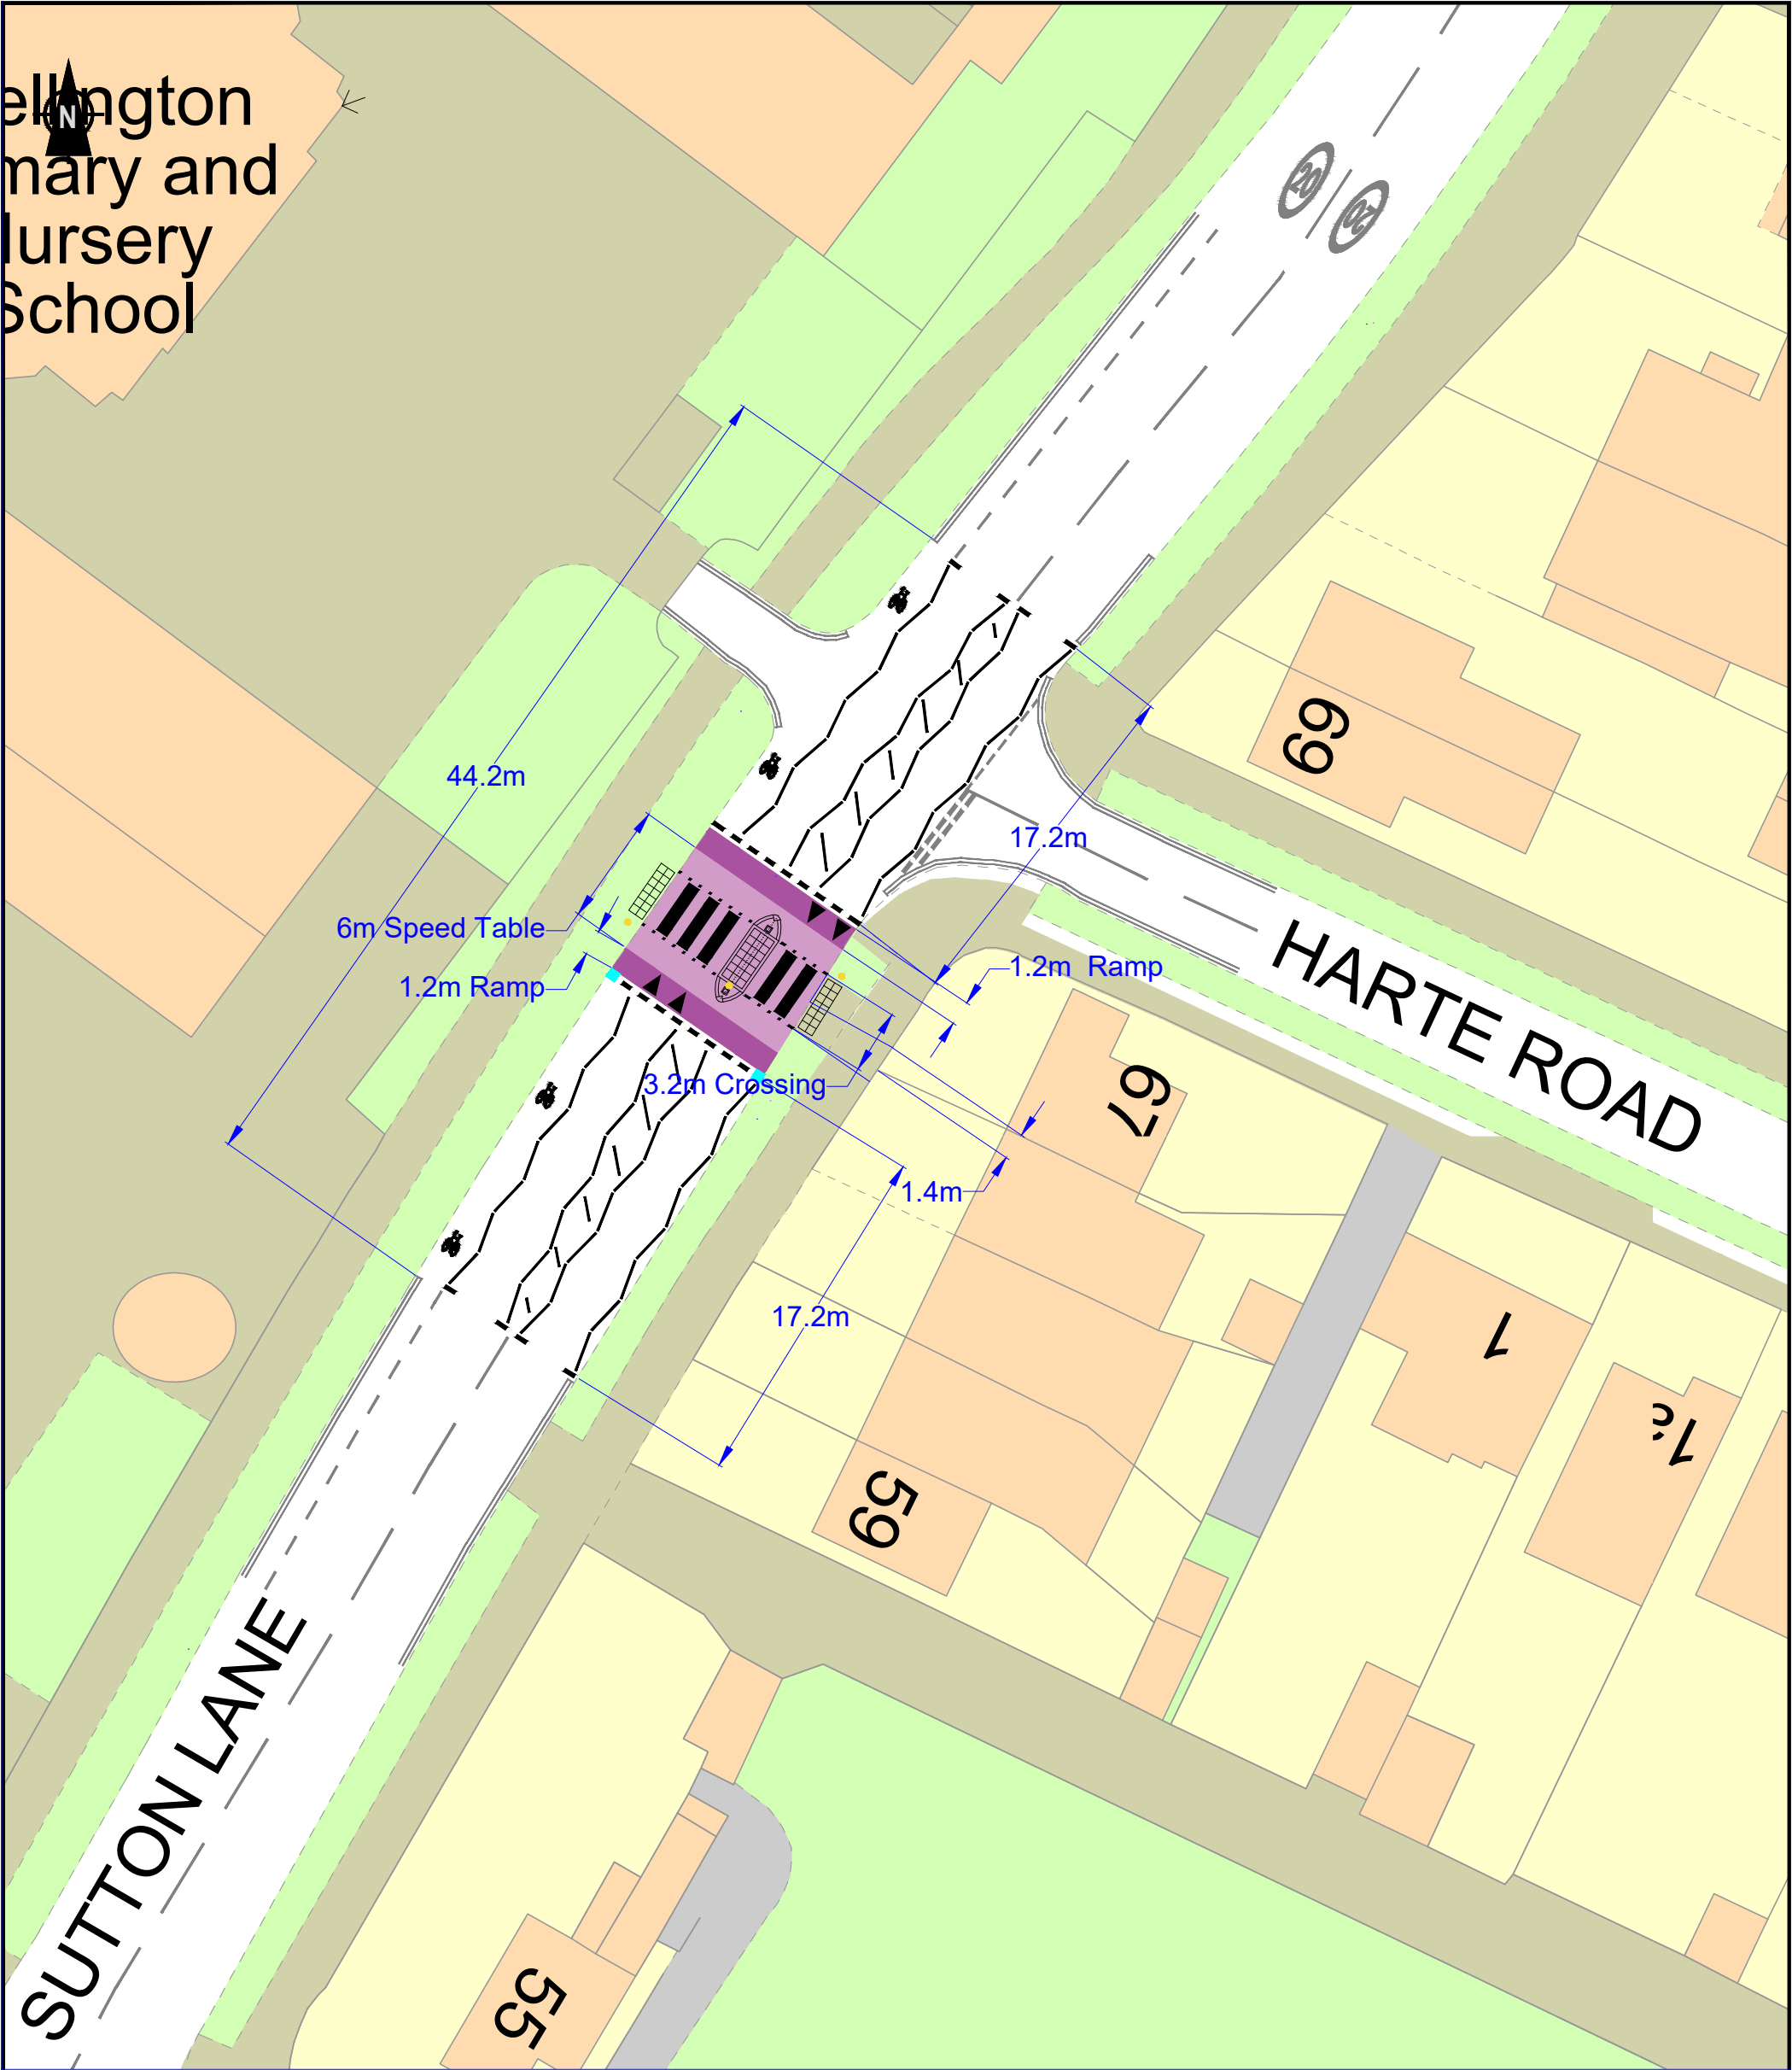 ellington
mary and
ursery
School
N
20
20
44.2m
17.2m
6m Speed Table
1.2m Ramp
1.2m Ramp
3.2m Crossing
1.4m
17.2m
69
67
HARTE ROAD
1
59
SUTTON LANE
55